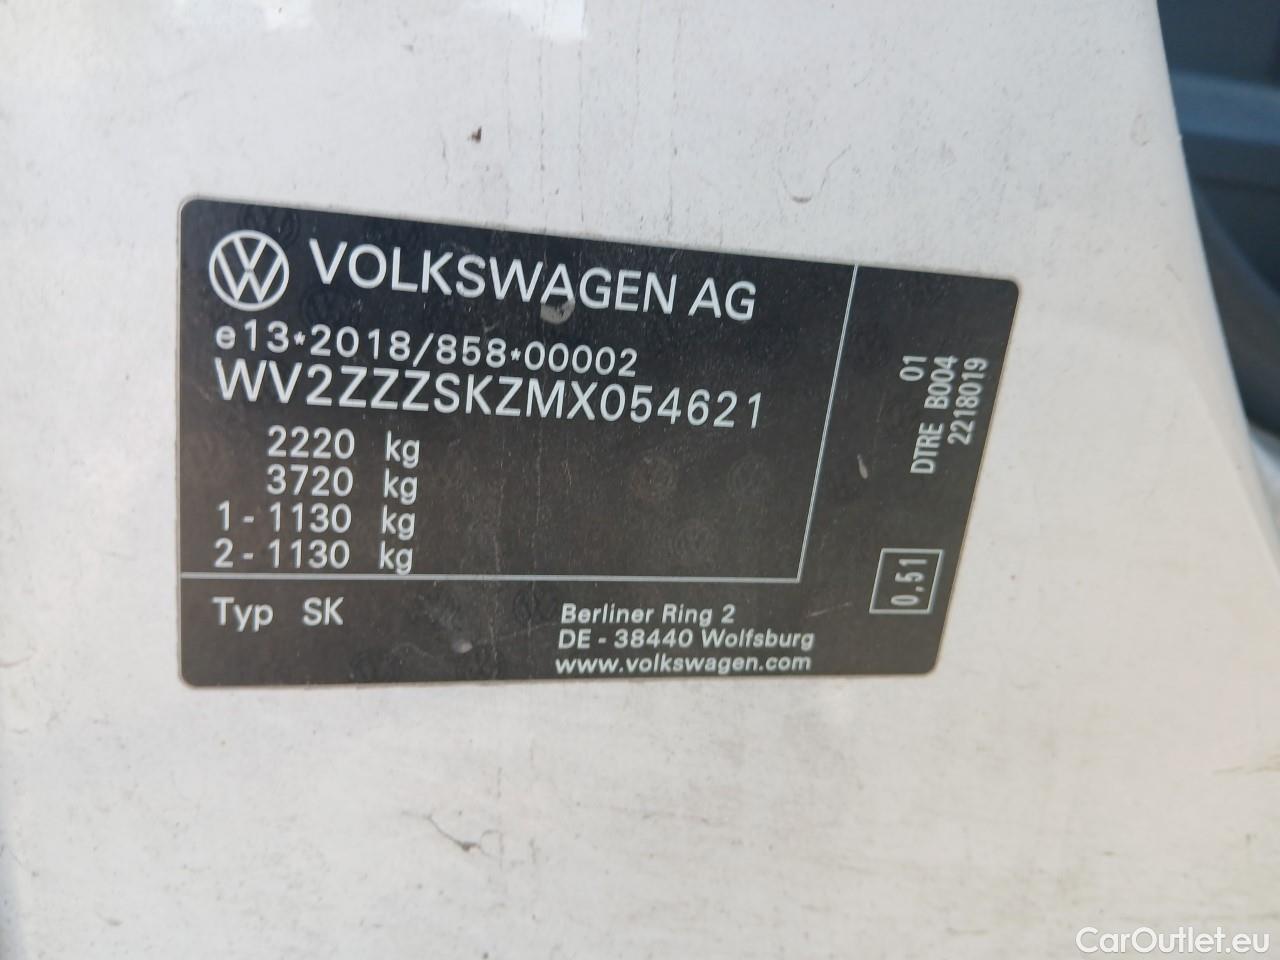 VOLKSWAGEN AG
e13*2018/858*00002
WV2ZZZSKZMX054621
2220 kg
3720 kg
1 - 1130 kg
2 - 1130 kg
Typ SK
Berliner Ring 2
DE - 38440 Wolfsburg
www.volkswagen.com
01
DTRE B004
2218019
0,51
CarOutlet.eu